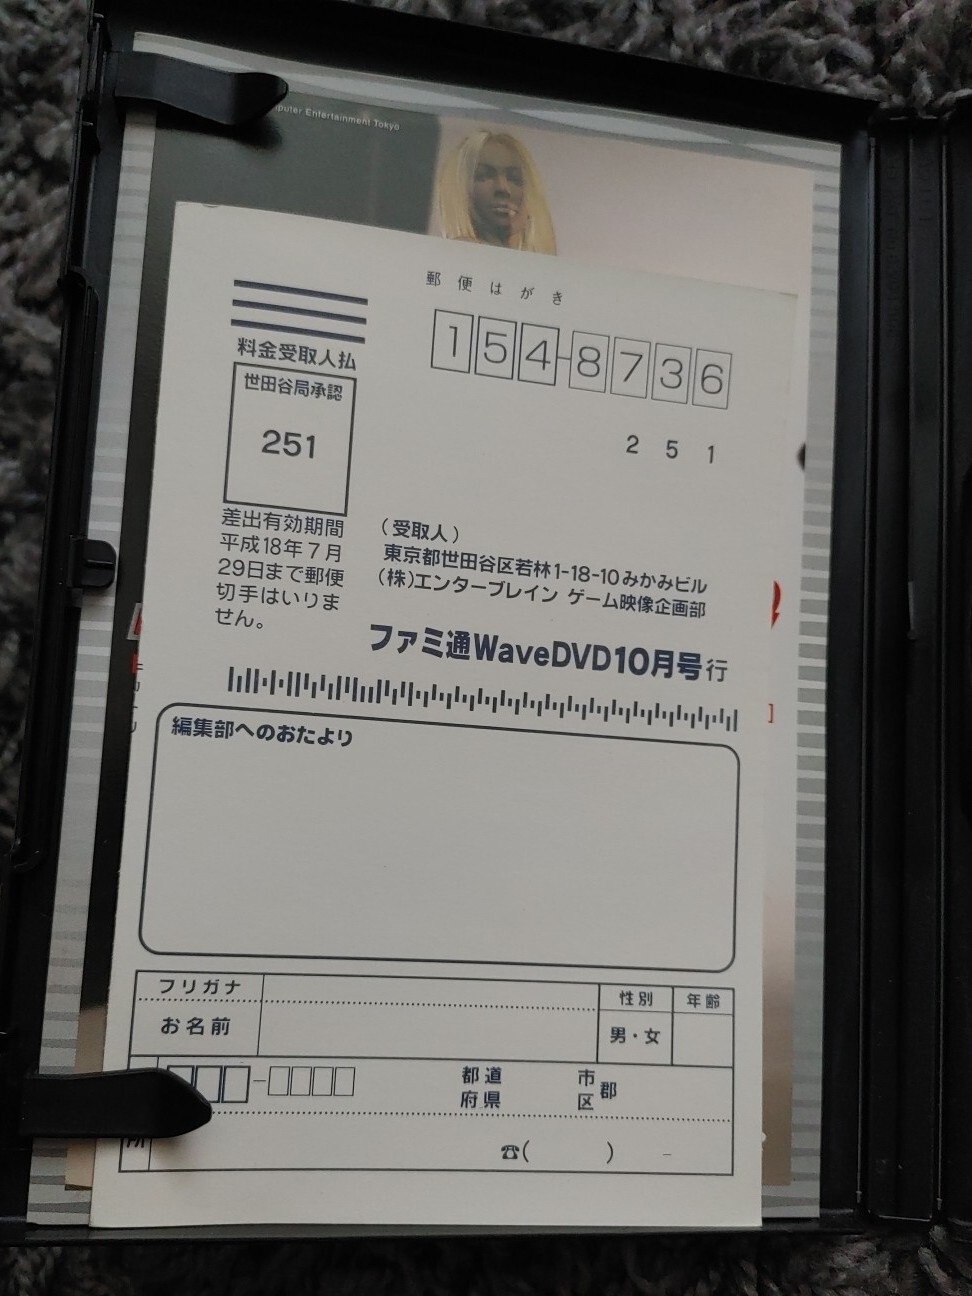 Computer Entertainment Tokyo
郵便はがき
154-8736
251
料金受取人払
世田谷局承認
251
差出有効期間
平成18年7月
29日まで郵便
切手はいりま
せん。
(受取人)
東京都世田谷区若林1-18-10みかみビル
(株)エンターブレイン ゲーム映像企画部
ファミ通WaveDVD10月号行
編集部へのおたより
フリガナ
お名前
性別
年齢
男・女
都道
府県
市
区
郡
☎( ) -